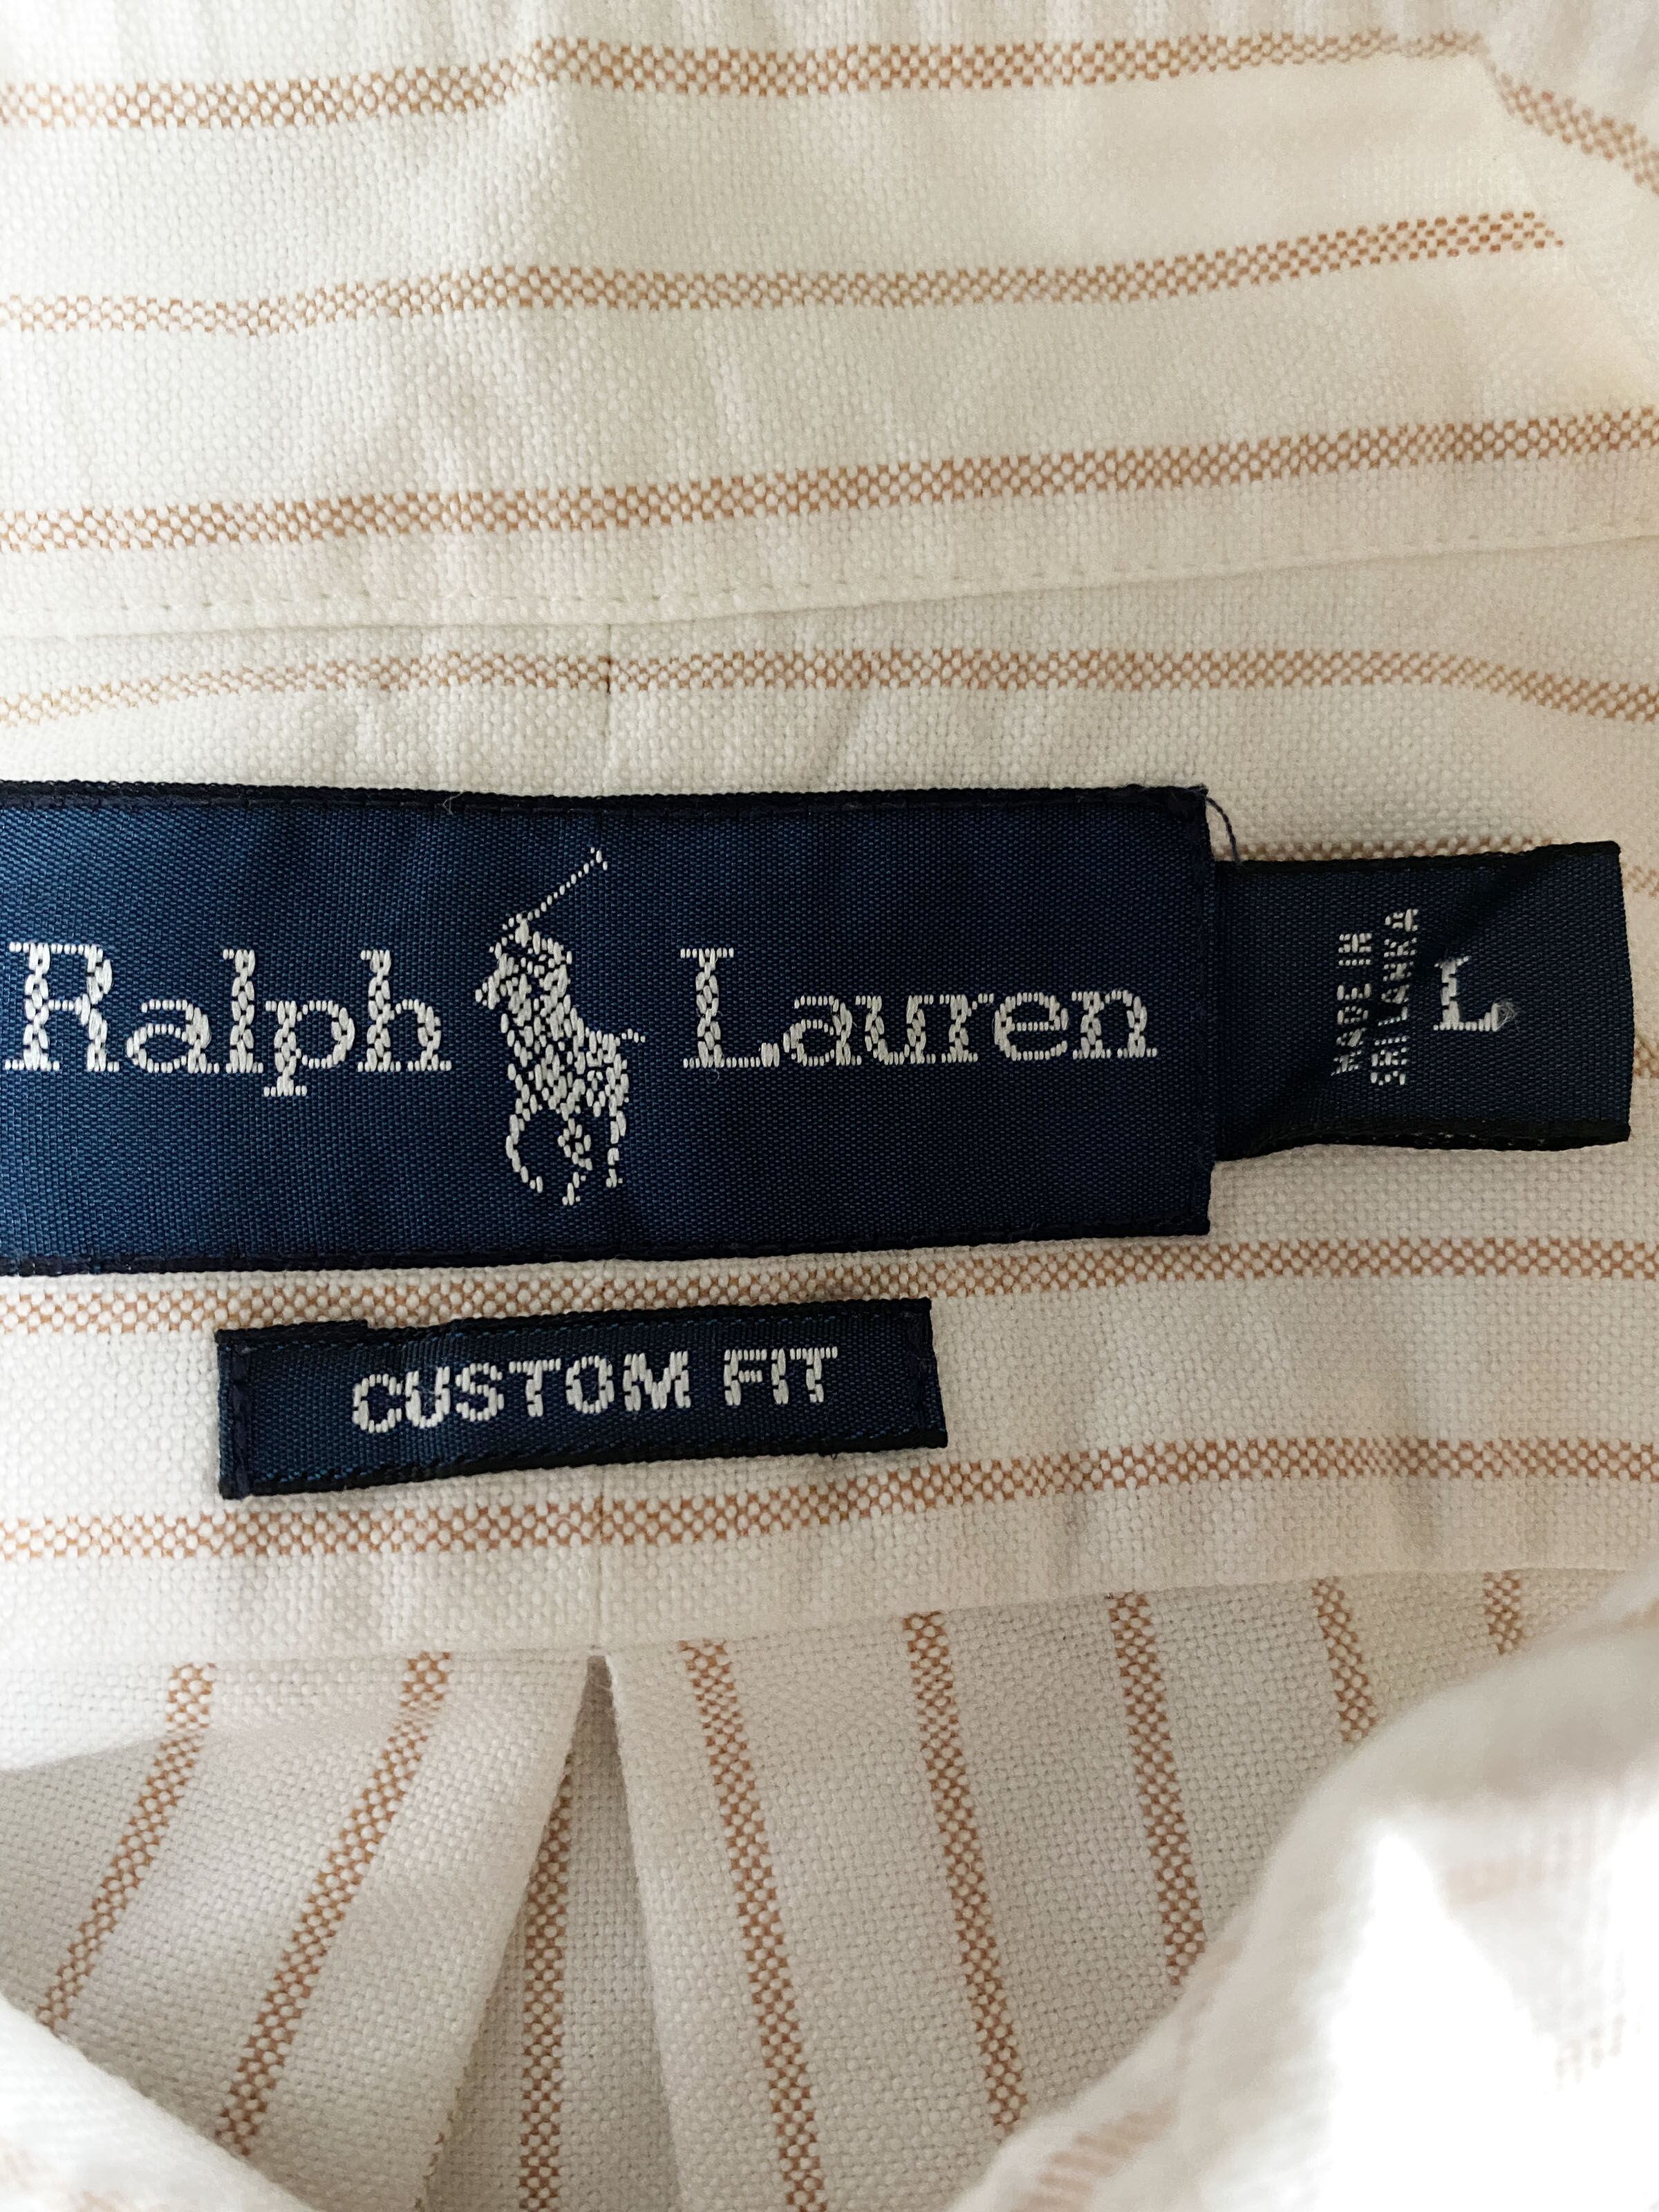 Ralph Lauren
MADE IN
SRI LANKA
L
CUSTOM FIT